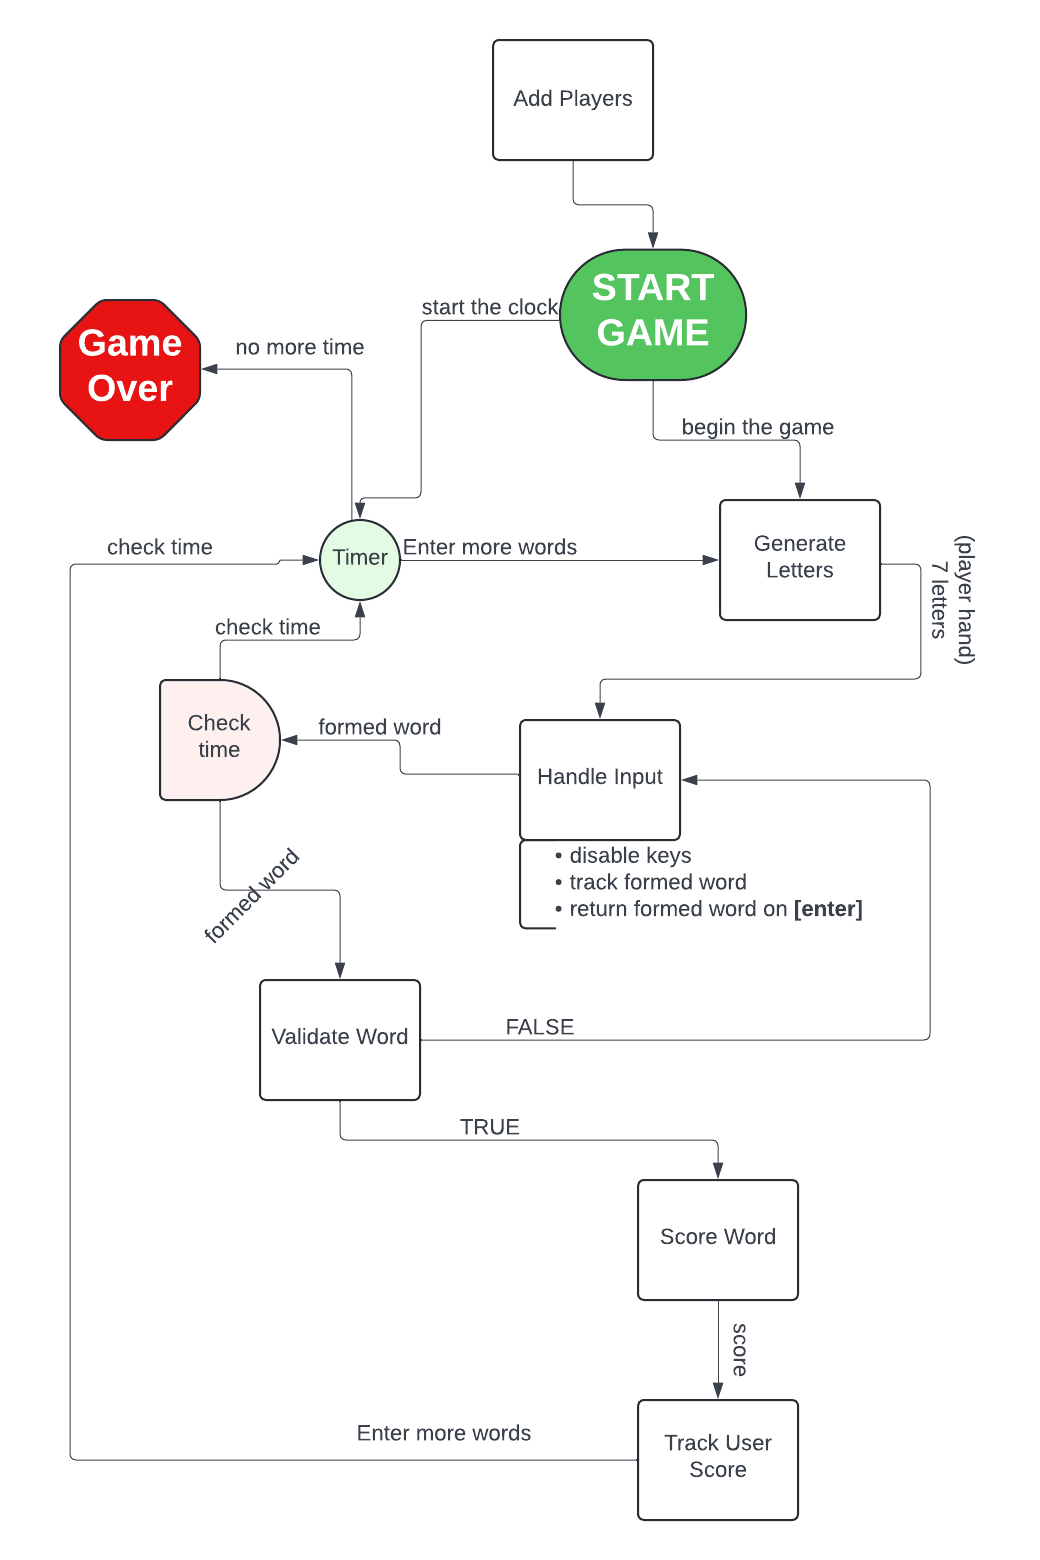 Add Players
START
GAME
start the clock
Game
Over
no more time
begin the game
Generate
Letters
(player hand)
7 letters
check time
Timer
Enter more words
check time
Check
time
formed word
Handle Input
• disable keys
• track formed word
• return formed word on [enter]
formed word
Validate Word
FALSE
TRUE
Score Word
score
Enter more words
Track User
Score